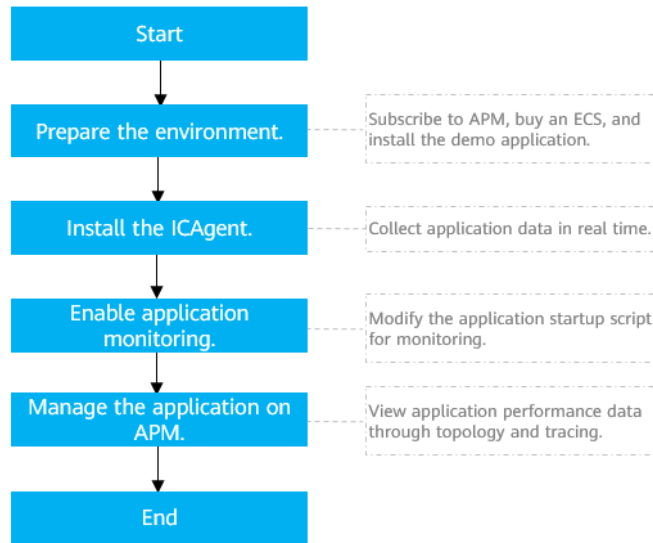 Start
Prepare the environment.
Subscribe to APM, buy an ECS, and
install the demo application.
Install the ICAgent.
Collect application data in real time.
Enable application
monitoring.
Modify the application startup script
for monitoring.
Manage the application on
APM.
View application performance data
through topology and tracing.
End